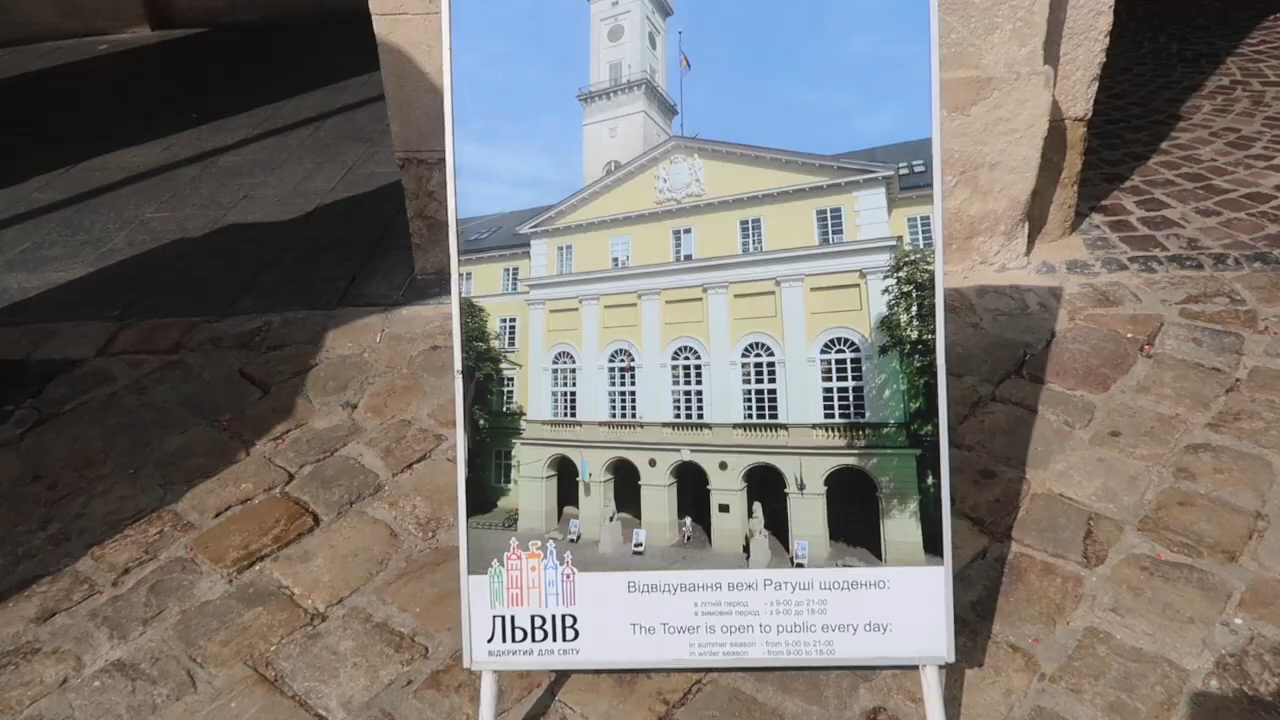 ЛЬВІВ
ВІДКРИТИЙ ДЛЯ СВІТУ
Відвідування вежі Ратуші щоденно:
в літній період - з 9-00 до 21-00
в зимовий період - з 9-00 до 18-00
The Tower is open to public every day:
in summer season - from 9-00 to 21-00
in winter season - from 9-00 to 18-00